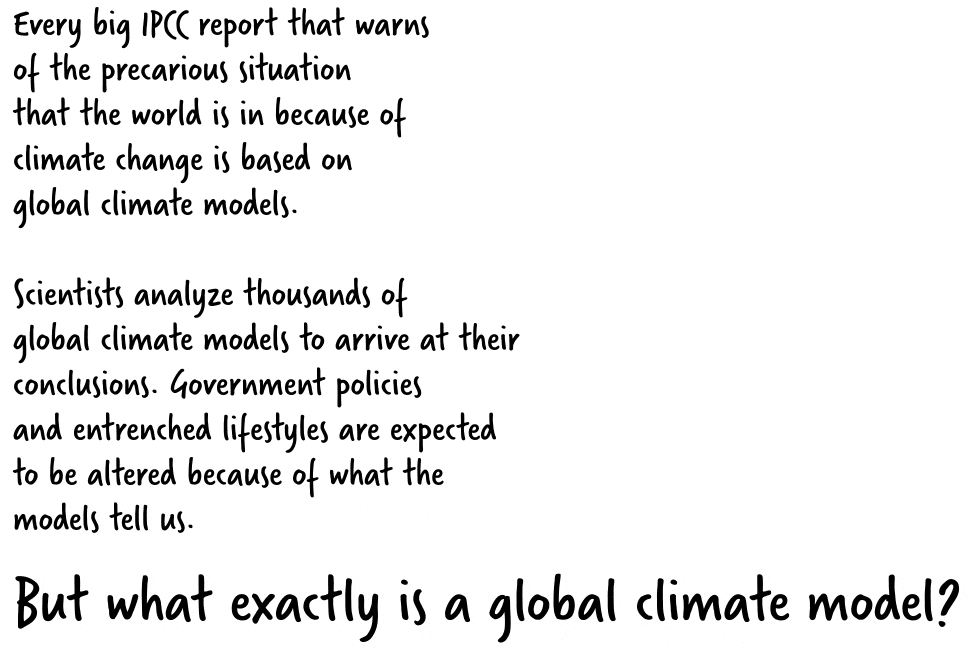 Every big IPCC report that warns
of the precarious situation
that the world is in because of
climate change is based on
global climate models.
Scientists analyze thousands of
global climate models to arrive at their
conclusions. Government policies
and entrenched lifestyles are expected
to be altered because of what the
models tell us.
But what exactly is a global climate model?